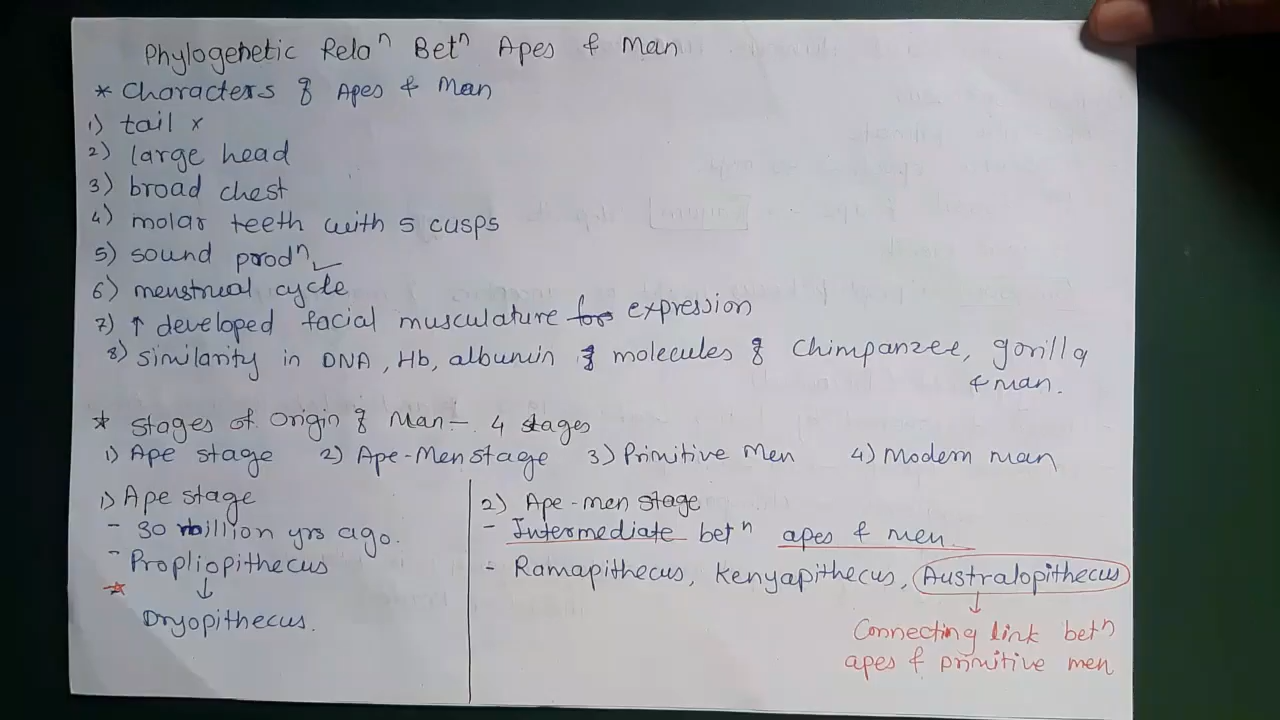 Phylogenetic Relaⁿ Betⁿ Apes & Man
* Characters of Apes & Man
1) tail x
2) large head
3) broad chest
4) molar teeth with 5 cusps
5) sound prodⁿ ✓
6) menstrual cycle
7) ↑ developed facial musculature for expression
8) similarity in DNA, Hb, albumin of molecules of Chimpanzee, gorilla
& man.
* Stages of Origin of Man – 4 stages
1) Ape stage 2) Ape-Men stage 3) Primitive Men 4) Modern man
1) Ape stage
- 30 million yrs ago.
- Propliopithecus
↓
Dryopithecus.
2) Ape-men stage
- Intermediate betⁿ apes & men
- Ramapithecus, Kenyapithecus, Australopithecus
↓
Connecting link betⁿ
apes & primitive men